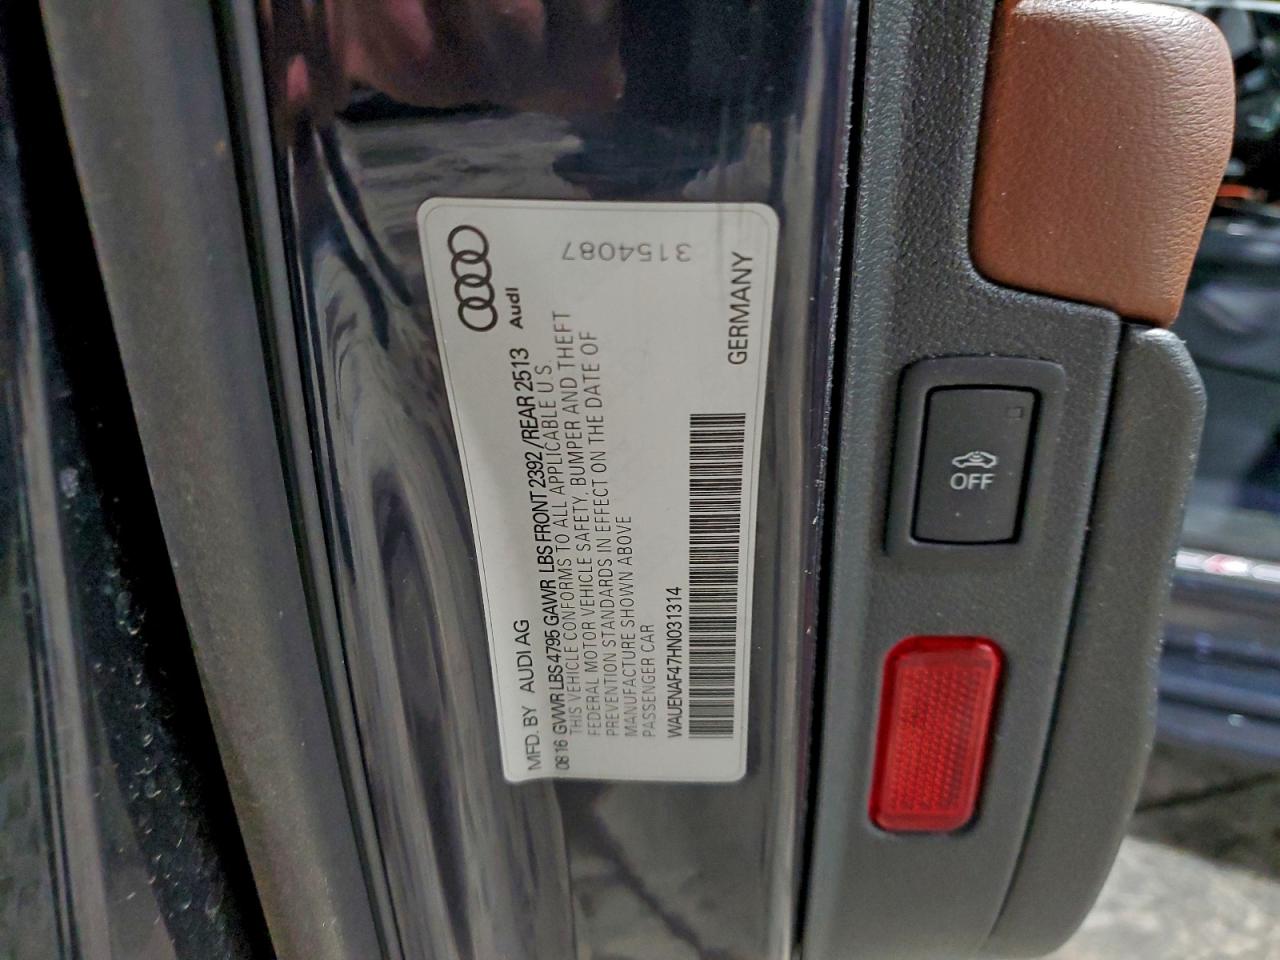 Audi
3154087
MFD. BY AUDI AG
0816 GVWR LBS 4795 GAWR LBS FRONT 2392 / REAR 2513
THIS VEHICLE CONFORMS TO ALL APPLICABLE U.S.
FEDERAL MOTOR VEHICLE SAFETY, BUMPER AND THEFT
PREVENTION STANDARDS IN EFFECT ON THE DATE OF
MANUFACTURE SHOWN ABOVE
PASSENGER CAR
WAUENAF47HN031314
GERMANY
OFF